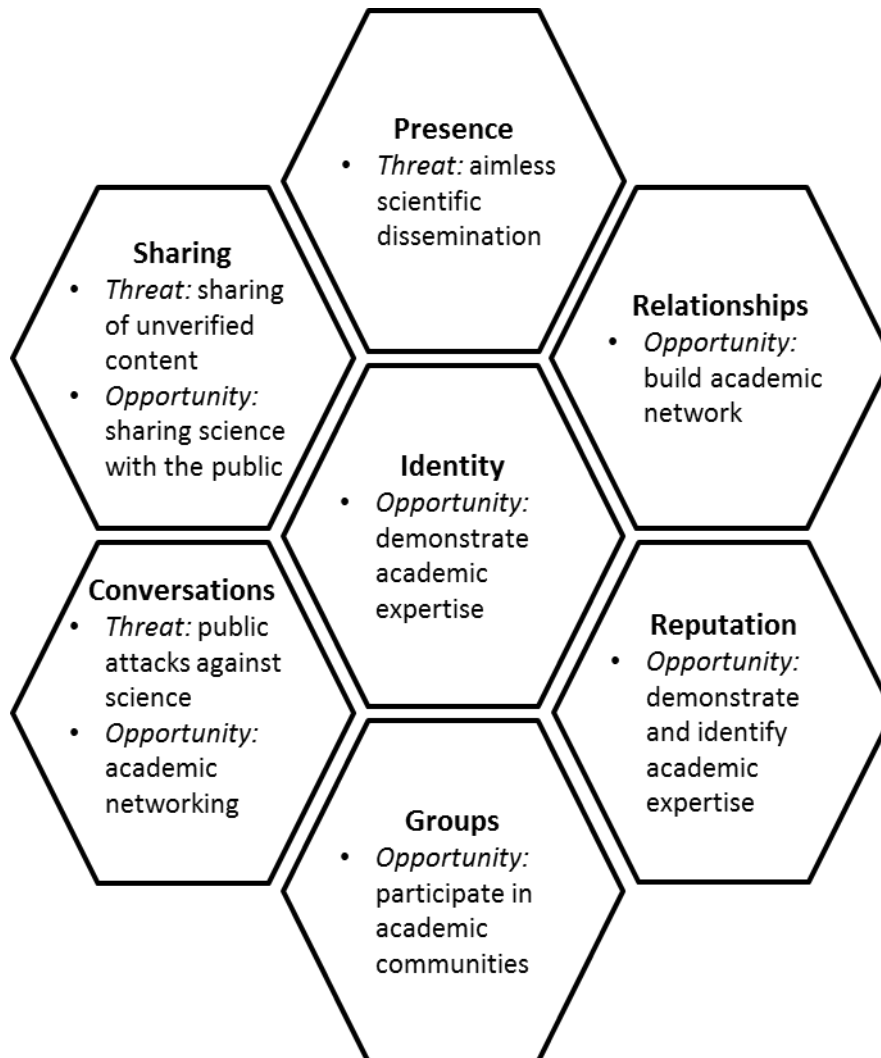 Presence
• Threat: aimless
scientific
dissemination
Sharing
• Threat: sharing
of unverified
content
• Opportunity:
sharing science
with the public
Relationships
• Opportunity:
build academic
network
Identity
• Opportunity:
demonstrate
academic
expertise
Conversations
• Threat: public
attacks against
science
• Opportunity:
academic
networking
Reputation
• Opportunity:
demonstrate
and identify
academic
expertise
Groups
• Opportunity:
participate in
academic
communities